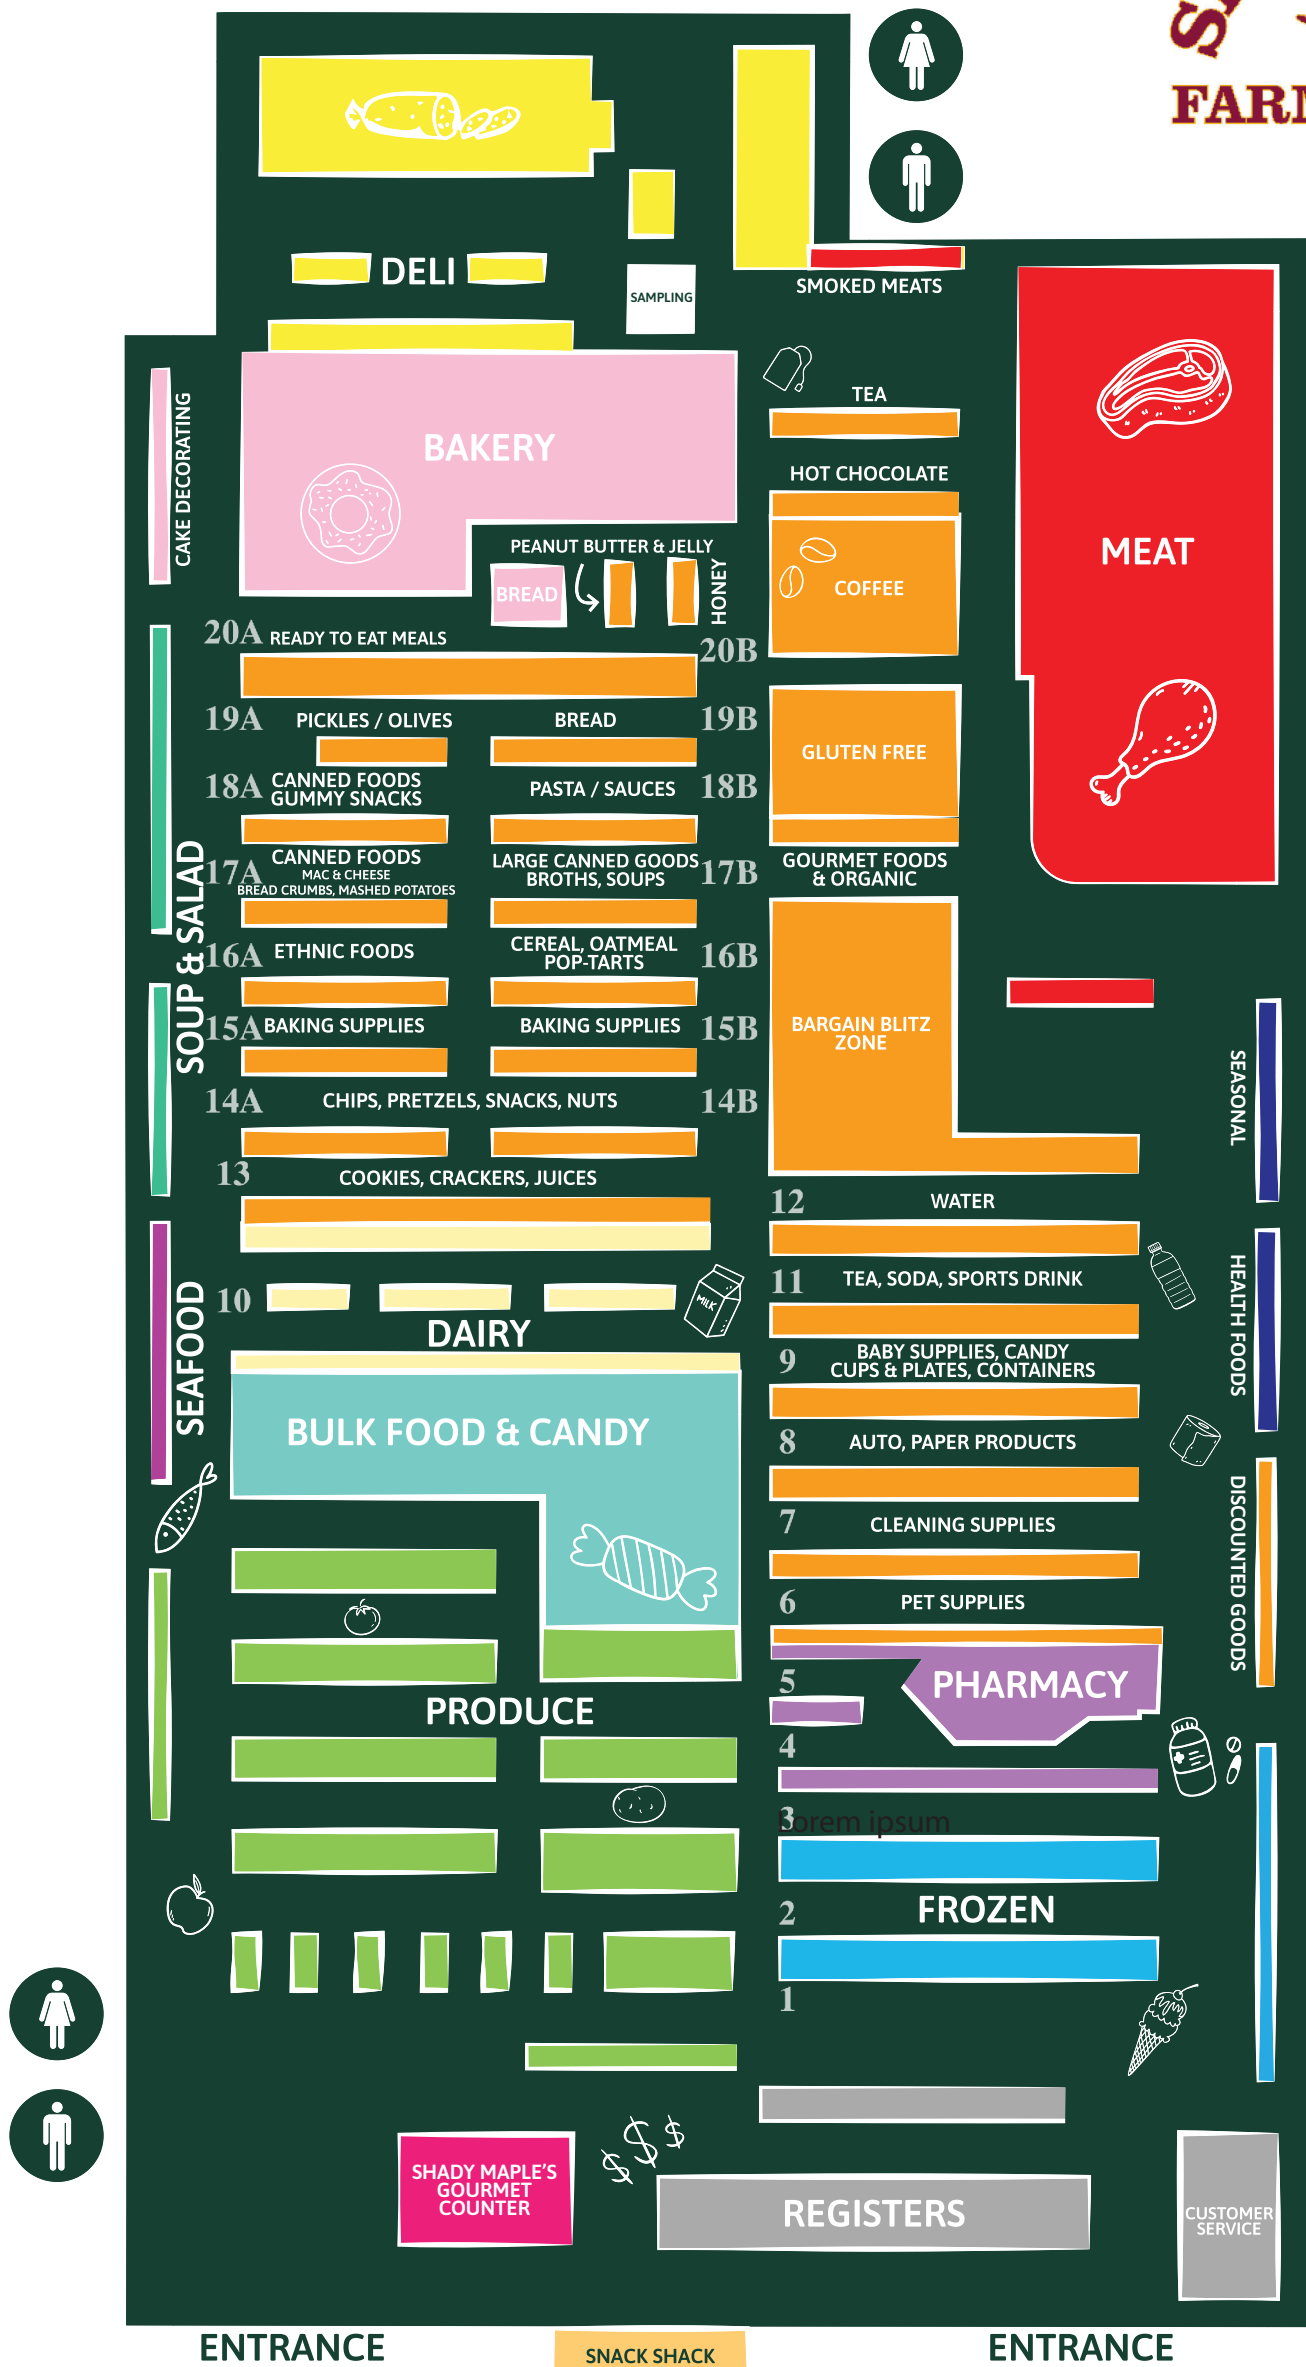 FARM
DELI
SAMPLING
SMOKED MEATS
TEA
CAKE DECORATING
BAKERY
HOT CHOCOLATE
COFFEE
MEAT
PEANUT BUTTER & JELLY
BREAD
HONEY
20A READY TO EAT MEALS
20B
19A PICKLES / OLIVES
BREAD
19B
GLUTEN FREE
18A CANNED FOODS
GUMMY SNACKS
PASTA / SAUCES
18B
17A CANNED FOODS
MAC & CHEESE
BREAD CRUMBS, MASHED POTATOES
LARGE CANNED GOODS
BROTHS, SOUPS
17B
GOURMET FOODS
& ORGANIC
SOUP & SALAD
16A ETHNIC FOODS
CEREAL, OATMEAL
POP-TARTS
16B
15A BAKING SUPPLIES
BAKING SUPPLIES
15B
BARGAIN BLITZ
ZONE
SEASONAL
14A CHIPS, PRETZELS, SNACKS, NUTS
14B
13 COOKIES, CRACKERS, JUICES
12 WATER
11 TEA, SODA, SPORTS DRINK
HEALTH FOODS
SEAFOOD
10
MILK
DAIRY
9 BABY SUPPLIES, CANDY
CUPS & PLATES, CONTAINERS
BULK FOOD & CANDY
8 AUTO, PAPER PRODUCTS
7 CLEANING SUPPLIES
DISCOUNTED GOODS
6 PET SUPPLIES
5 PHARMACY
PRODUCE
4
3
Lorem ipsum
2 FROZEN
1
$ $ $
SHADY MAPLE'S
GOURMET
COUNTER
REGISTERS
CUSTOMER
SERVICE
ENTRANCE
SNACK SHACK
ENTRANCE